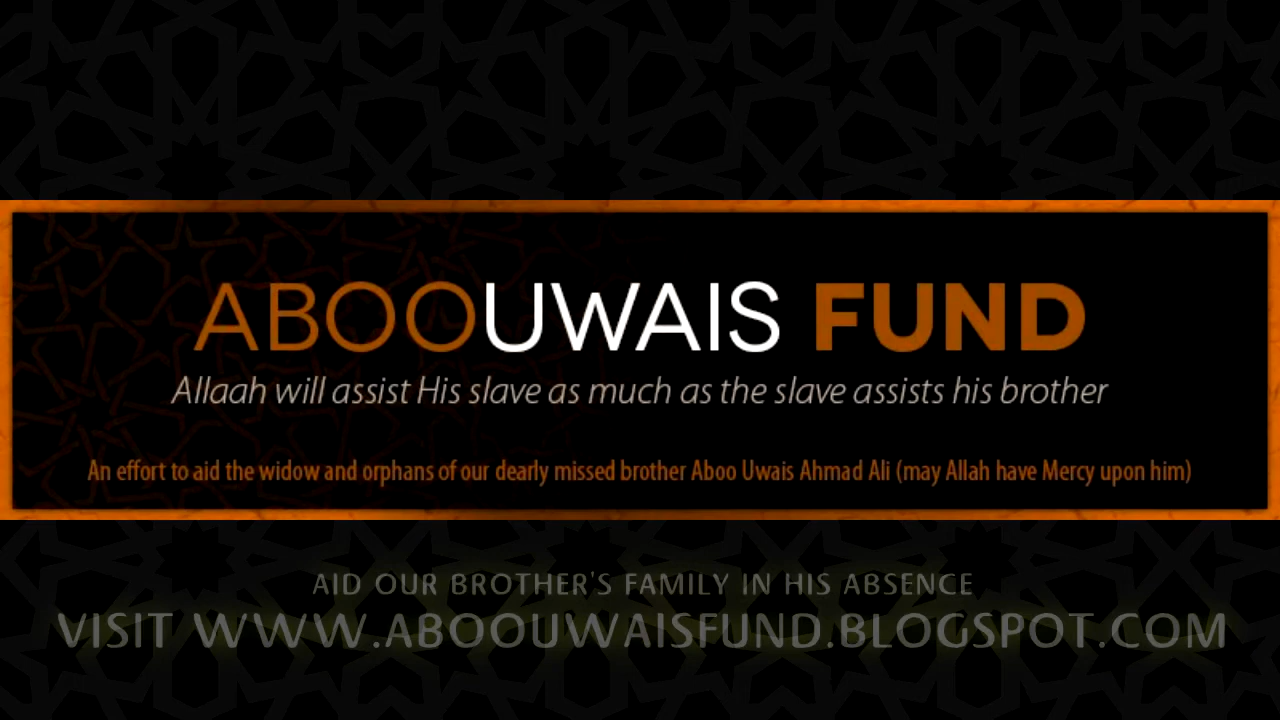 ABOOUWAIS FUND
Allaah will assist His slave as much as the slave assists his brother
An effort to aid the widow and orphans of our dearly missed brother Aboo Uwais Ahmad Ali (may Allah have Mercy upon him)
AID OUR BROTHER'S FAMILY IN HIS ABSENCE
VISIT WWW.ABOOUWAISFUND.BLOGSPOT.COM